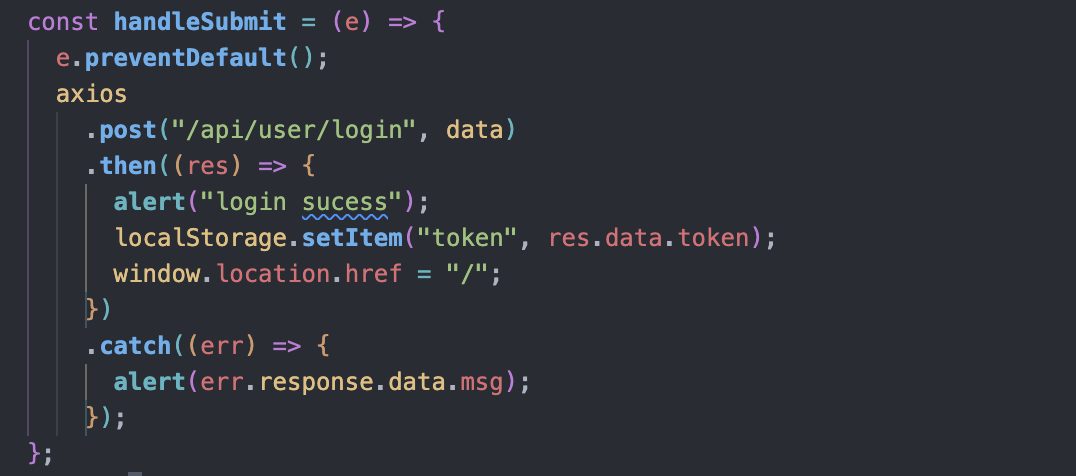 const handleSubmit = (e) => {
e.preventDefault();
axios
.post("/api/user/login", data)
.then((res) => {
alert("login sucess");
localStorage.setItem("token", res.data.token);
window.location.href = "/";
})
.catch((err) => {
alert(err.response.data.msg);
});
};